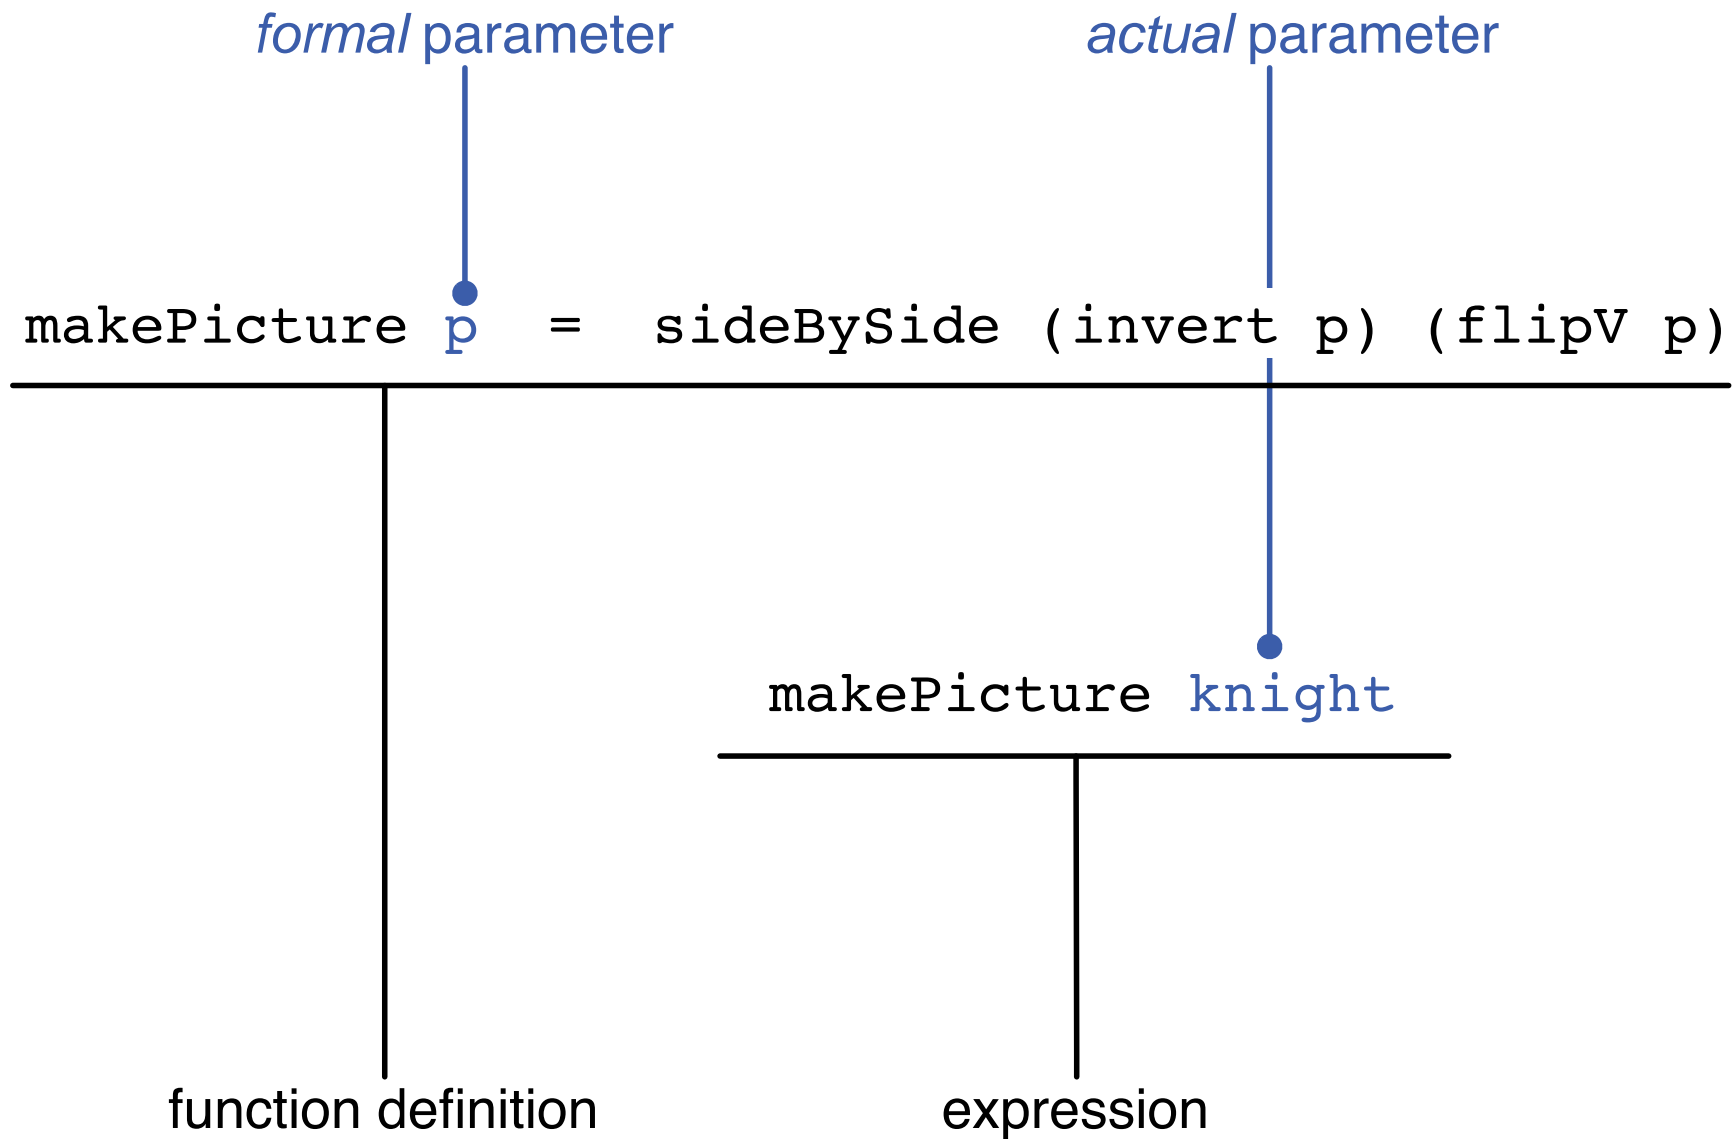 formal parameter
actual parameter
makePicture p = sideBySide (invert p) (flipV p)
makePicture knight
function definition
expression